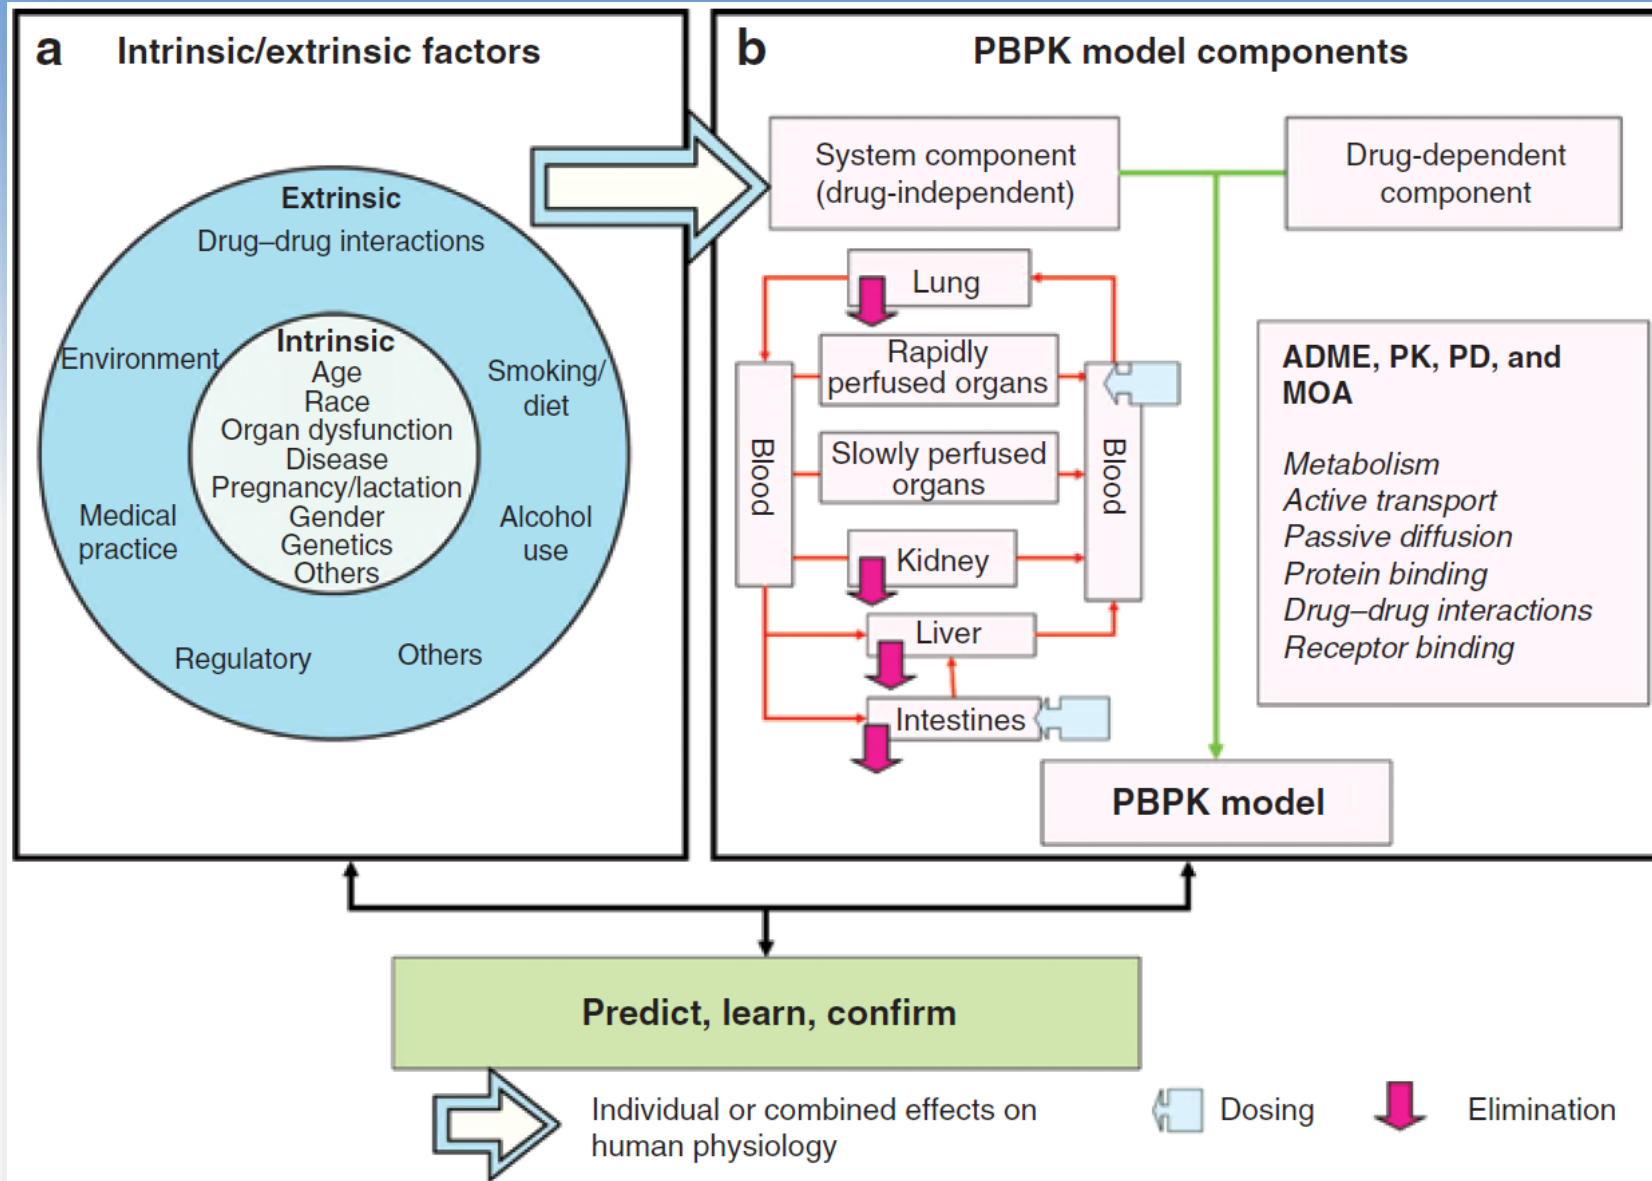 a
Intrinsic/extrinsic factors
Extrinsic
Drug–drug interactions
Environment
Smoking/
diet
Medical
practice
Alcohol
use
Regulatory
Others
Intrinsic
Age
Race
Organ dysfunction
Disease
Pregnancy/lactation
Gender
Genetics
Others
b
PBPK model components
System component
(drug-independent)
Drug-dependent
component
Lung
Rapidly
perfused organs
Slowly perfused
organs
Kidney
Liver
Intestines
Blood
Blood
ADME, PK, PD, and
MOA
Metabolism
Active transport
Passive diffusion
Protein binding
Drug–drug interactions
Receptor binding
PBPK model
Predict, learn, confirm
Individual or combined effects on
human physiology
Dosing
Elimination